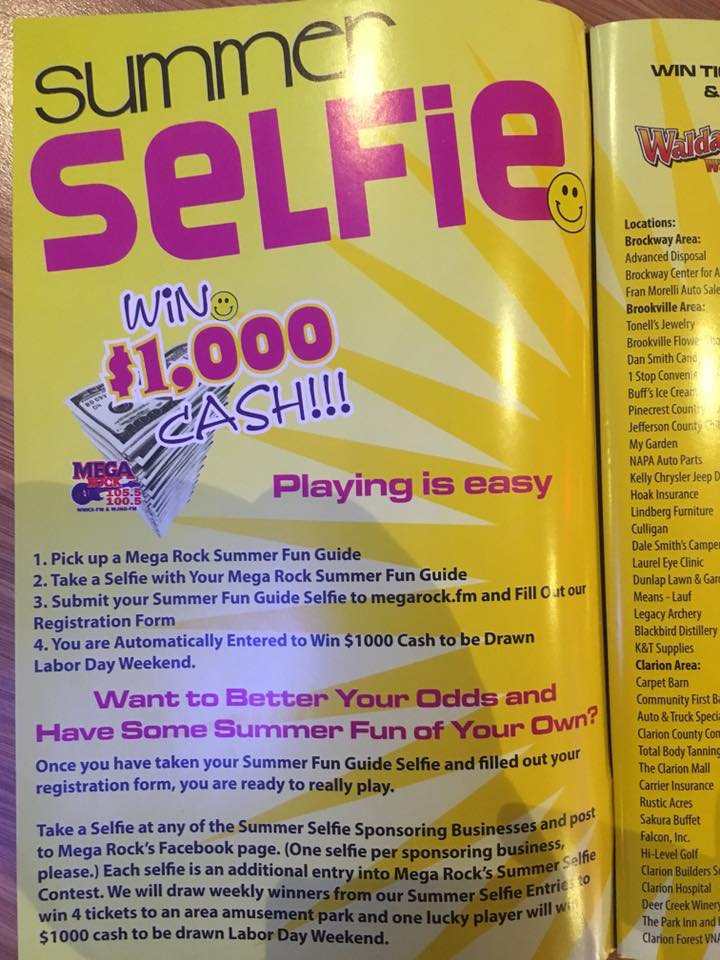 summer
SeLFie
WiN
$1,000
CASH!!!
MEGA
ROCK
105.5
100.5
Playing is easy
1. Pick up a Mega Rock Summer Fun Guide
2. Take a Selfie with Your Mega Rock Summer Fun Guide
3. Submit your Summer Fun Guide Selfie to megarock.fm and Fill Out our
Registration Form
4. You are Automatically Entered to Win $1000 Cash to be Drawn
Labor Day Weekend.
Want to Better Your Odds and
Have Some Summer Fun of Your Own?
Once you have taken your Summer Fun Guide Selfie and filled out your
registration form, you are ready to really play.
Take a Selfie at any of the Summer Selfie Sponsoring Businesses and post
to Mega Rock's Facebook page. (One selfie per sponsoring business,
please.) Each selfie is an additional entry into Mega Rock's Summer Selfie
Contest. We will draw weekly winners from our Summer Selfie Entries to
win 4 tickets to an area amusement park and one lucky player will win
$1000 cash to be drawn Labor Day Weekend.
WIN
&
Locations:
Brockway Area:
Advanced Disposal
Brockway Center for
Fran Morelli Auto
Brookville Area:
Tonell's Jewelry
Brookville
Dan Smith
1 Stop
Buff's Ice Cream
Pinecrest
Jefferson County
My Garden
NAPA Auto Parts
Kelly Chrysler Jeep
Hoak Insurance
Lindberg Furniture
Culligan
Dale Smith's
Laurel Eye Clinic
Dunlap Lawn &
Means - Lauf
Legacy Archery
Blackbird Distillery
K&T Supplies
Clarion Area:
Carpet Barn
Community First
Auto & Truck
Clarion County
Total Body Tanning
The Clarion Mall
Carrier Insurance
Rustic Acres
Sakura Buffet
Falcon, Inc.
Hi-Level Golf
Clarion Builders
Clarion Hospital
Deer Creek Winery
The Park Inn and
Clarion Forest VNA